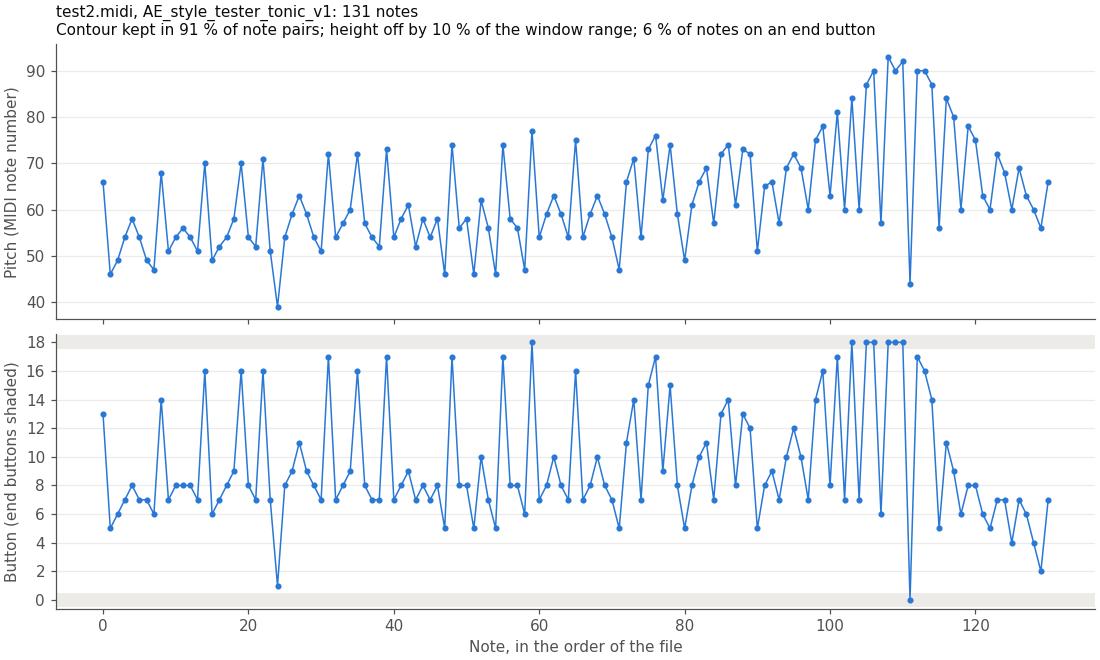 test2.midi, AE_style_tester_tonic_v1: 131 notes
Contour kept in 91 % of note pairs; height off by 10 % of the window range; 6 % of notes on an end button
Pitch (MIDI note number)
90
80
70
60
50
40
Button (end buttons shaded)
18
16
14
12
10
8
6
4
2
0
0 20 40 60 80 100 120
Note, in the order of the file